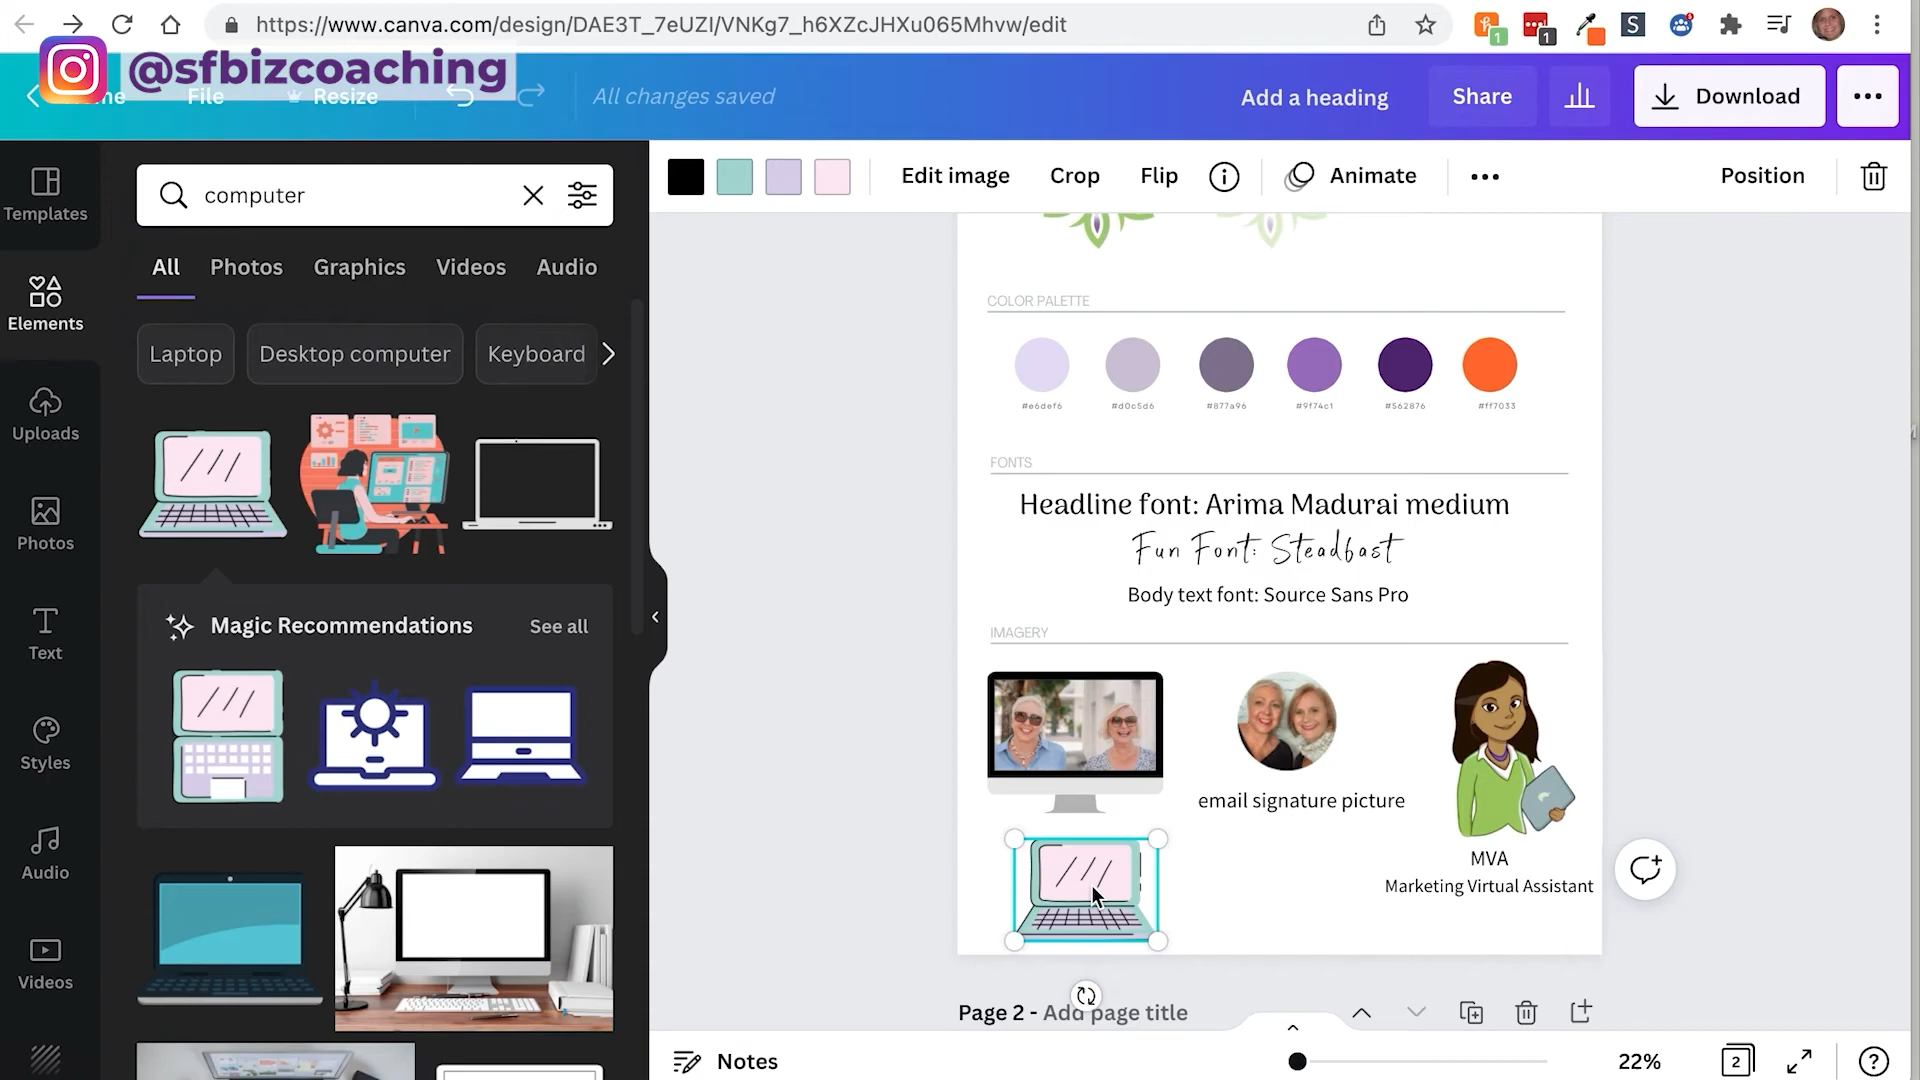 https://www.canva.com/design/DAE3T_7eUZI/VNKg7_h6XZcJHXu065Mhvw/edit
1
1
S
@sfbizcoaching
File
Resize
All changes saved
Add a heading
Share
Download
Templates
Elements
Uploads
Photos
Text
Styles
Audio
Videos
computer
All
Photos
Graphics
Videos
Audio
Laptop
Desktop computer
Keyboard
Magic Recommendations
See all
Edit image
Crop
Flip
Animate
Position
COLOR PALETTE
#e6def6
#d0c5d6
#877a96
#9f74c1
#562876
#ff7033
FONTS
Headline font: Arima Madurai medium
Fun Font: Steadfast
Body text font: Source Sans Pro
IMAGERY
email signature picture
MVA
Marketing Virtual Assistant
Page 2 - Add page title
Notes
22%
2
?